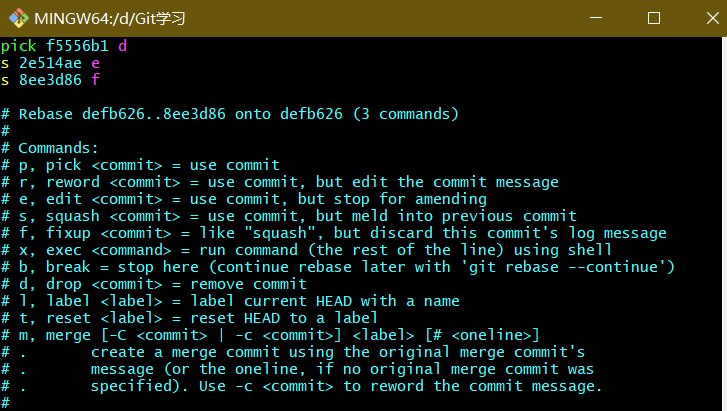 MINGW64:/d/Git学习
pick f5556b1 d
s 2e514ae e
s 8ee3d86 f
# Rebase defb626..8ee3d86 onto defb626 (3 commands)
#
# Commands:
# p, pick <commit> = use commit
# r, reword <commit> = use commit, but edit the commit message
# e, edit <commit> = use commit, but stop for amending
# s, squash <commit> = use commit, but meld into previous commit
# f, fixup <commit> = like "squash", but discard this commit's log message
# x, exec <command> = run command (the rest of the line) using shell
# b, break = stop here (continue rebase later with 'git rebase --continue')
# d, drop <commit> = remove commit
# l, label <label> = label current HEAD with a name
# t, reset <label> = reset HEAD to a label
# m, merge [-C <commit> | -c <commit>] <label> [# <oneline>]
# .       create a merge commit using the original merge commit's
# .       message (or the oneline, if no original merge commit was
# .       specified). Use -c <commit> to reword the commit message.
#